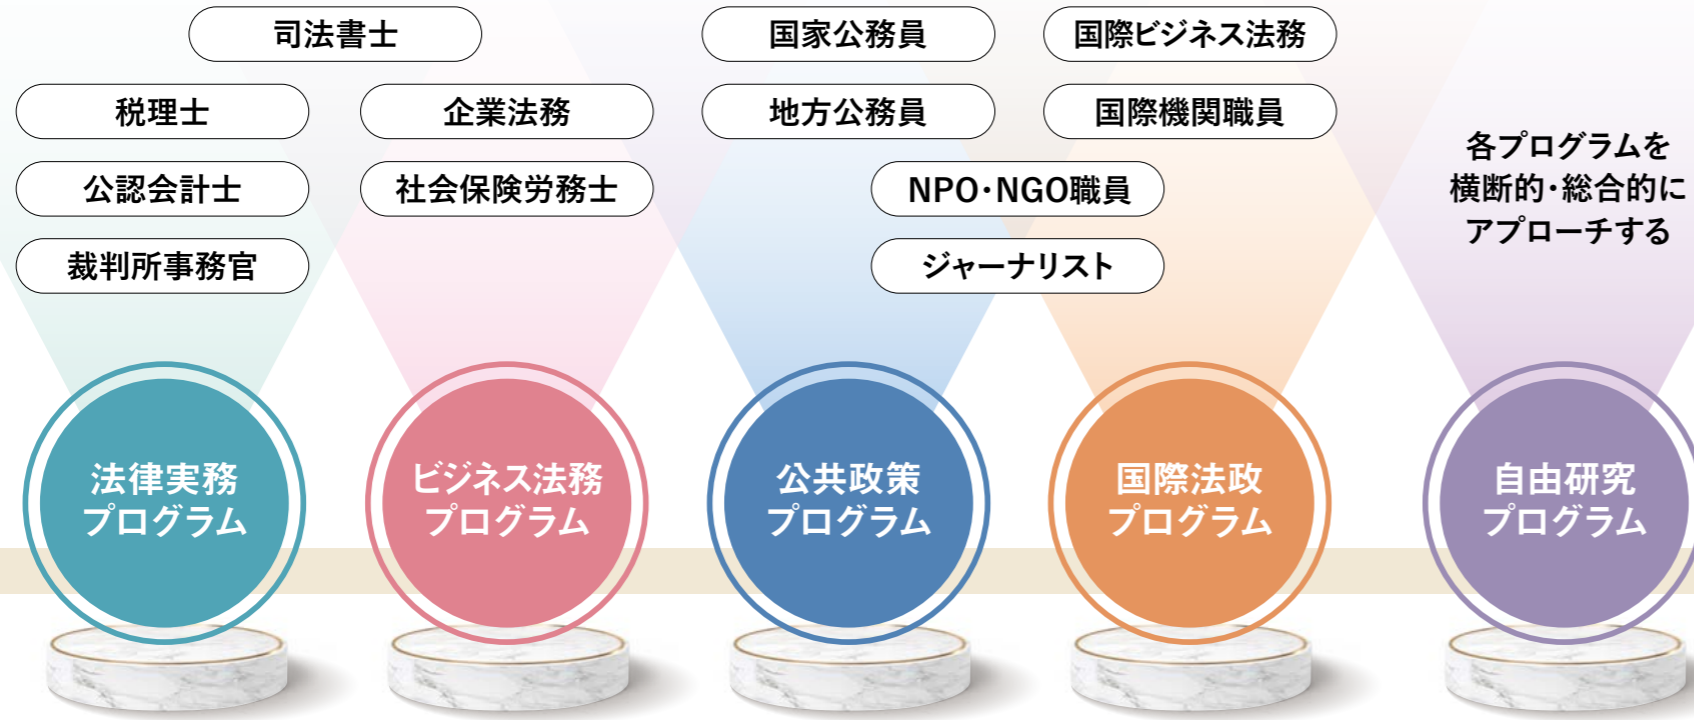 司法書士
国家公務員
国際ビジネス法務
税理士
企業法務
地方公務員
国際機関職員
公認会計士
社会保険労務士
NPO・NGO職員
裁判所事務官
ジャーナリスト
各プログラムを
横断的・総合的に
アプローチする
法律実務
プログラム
ビジネス法務
プログラム
公共政策
プログラム
国際法政
プログラム
自由研究
プログラム